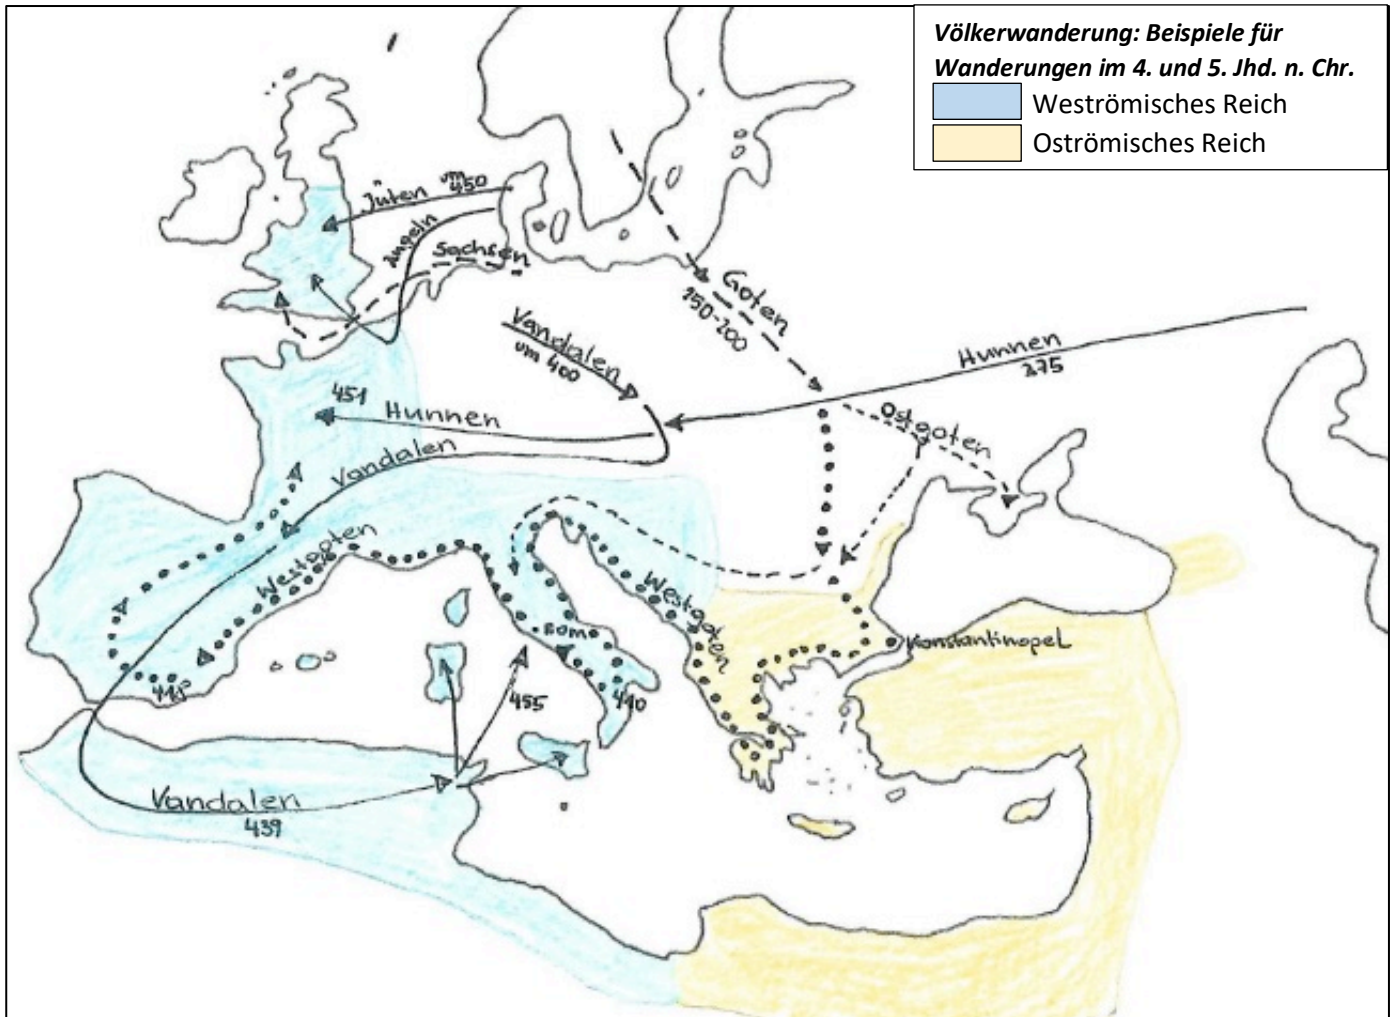 Völkerwanderung: Beispiele für
Wanderungen im 4. und 5. Jhd. n. Chr.
Weströmisches Reich
Oströmisches Reich
Jüten um
450
Angeln
Sachsen
Goten
150-200
Vandalen
um 400
Hunnen
375
451
Hunnen
Ostgoten
Vandalen
Westgoten
Westgoten
Rom
Konstantinopel
455
410
Vandalen
439